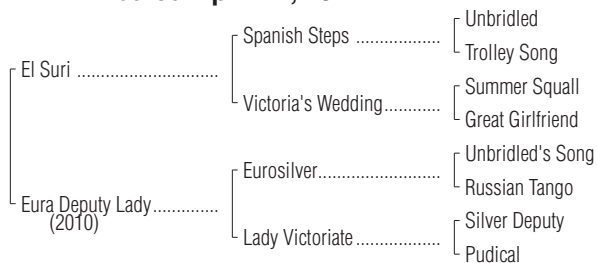 Unbridled
Spanish Steps ..................
Trolley Song
El Suri .............................
Summer Squall
Victoria's Wedding............
Great Girlfriend
Unbridled's Song
Eurosilver.........................
Russian Tango
Eura Deputy Lady.............
(2010)
Silver Deputy
Lady Victoriate ..................
Pudical